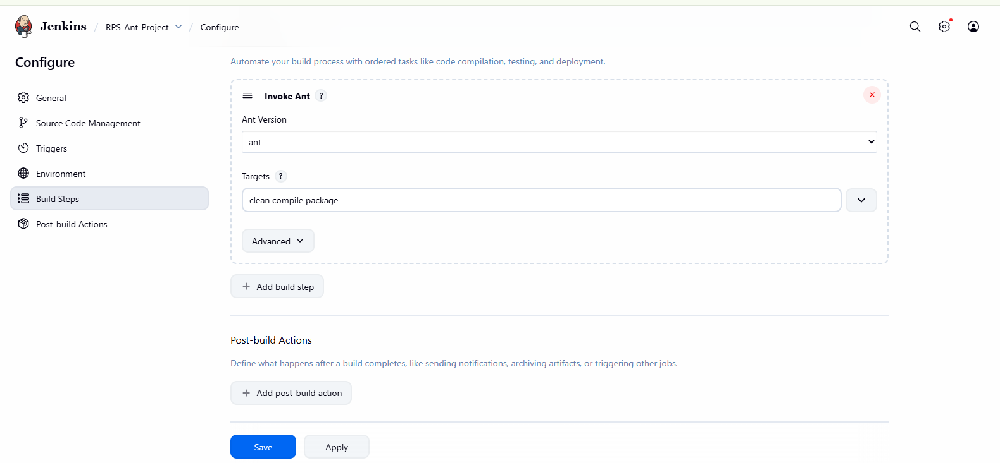 Jenkins / RPS-Ant-Project / Configure
Configure
General
Source Code Management
Triggers
Environment
Build Steps
Post-build Actions
Automate your build process with ordered tasks like code compilation, testing, and deployment.
Invoke Ant ?
Ant Version
ant
Targets ?
clean compile package
Advanced
+ Add build step
Post-build Actions
Define what happens after a build completes, like sending notifications, archiving artifacts, or triggering other jobs.
+ Add post-build action
Save Apply